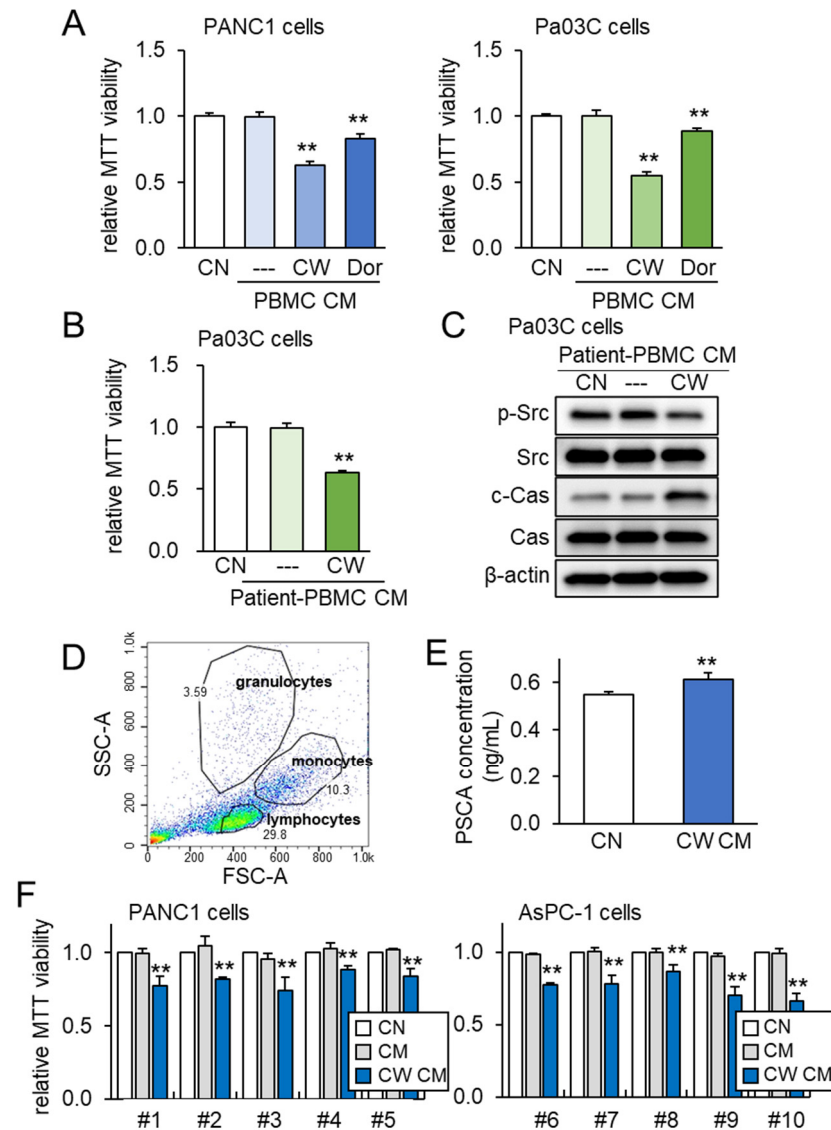 A
PANC1 cells
relative MTT viability
1.5
1.0
0.5
0.0
CN
---
CW
Dor
**
**
PBMC CM
Pa03C cells
relative MTT viability
1.5
1.0
0.5
0.0
CN
---
CW
Dor
**
**
PBMC CM
B
Pa03C cells
relative MTT viability
1.5
1.0
0.5
0.0
**
CN
---
CW
Patient-PBMC CM
C
Pa03C cells
Patient-PBMC CM
CN --- CW
p-Src
Src
c-Cas
Cas
β-actin
D
SSC-A
1.0k
800
600
400
200
0
granulocytes
3.59
monocytes
10.3
lymphocytes
29.8
0 200 400 600 800 1.0k
FSC-A
E
PSCA concentration
(ng/mL)
0.6
0.4
0.2
0.0
**
CN
CW CM
F
PANC1 cells
relative MTT viability
1.0
0.5
0.0
** ** ** ** **
CN
CM
CW CM
#1 #2 #3 #4 #5
AsPC-1 cells
1.0
0.5
0.0
** ** ** ** **
CN
CM
CW CM
#6 #7 #8 #9 #10